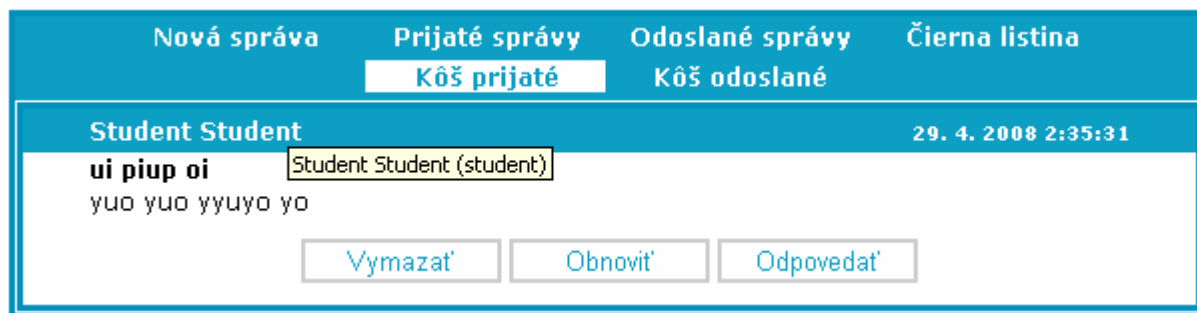 Nová správa Prijaté správy Odoslané správy Čierna listina
Kôš prijaté Kôš odoslané
Student Student 29. 4. 2008 2:35:31
ui piup oi Student Student (student)
yuo yuo yyuyo yo
Vymazať Obnoviť Odpovedať